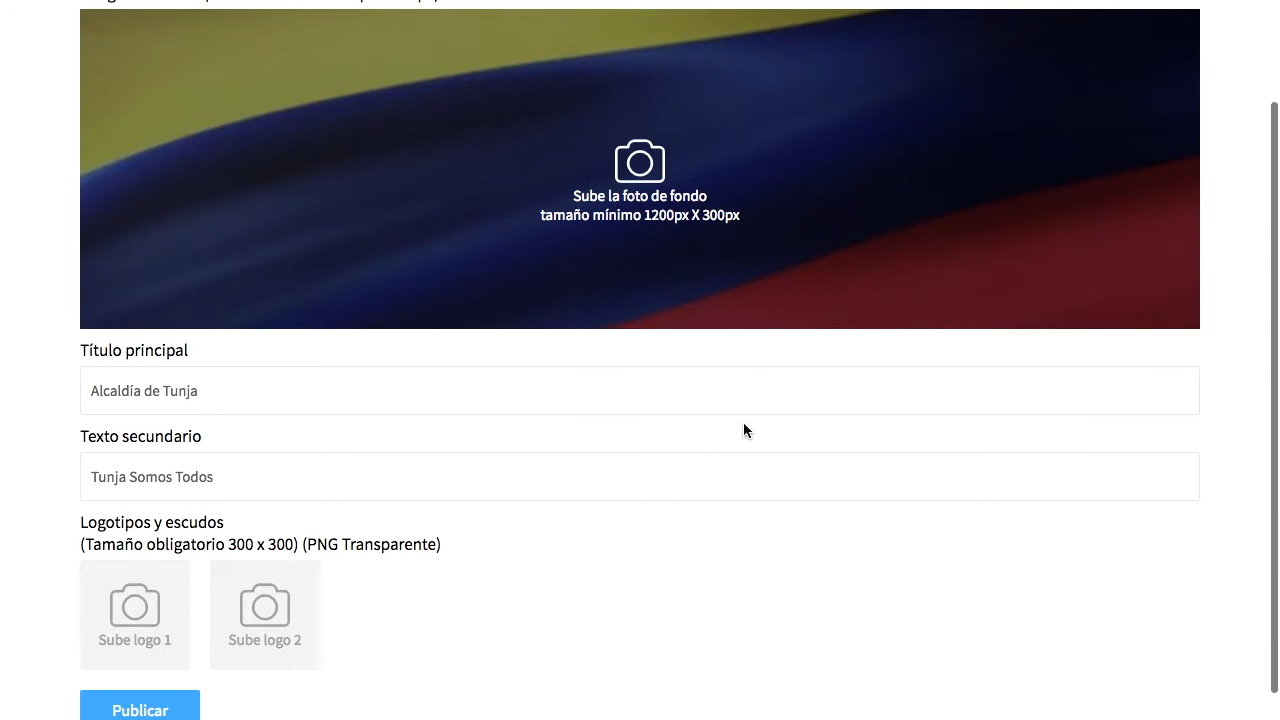 Sube la foto de fondo
tamaño mínimo 1200px X 300px
Título principal
Alcaldía de Tunja
Texto secundario
Tunja Somos Todos
Logotipos y escudos
(Tamaño obligatorio 300 x 300) (PNG Transparente)
Sube logo 1
Sube logo 2
Publicar